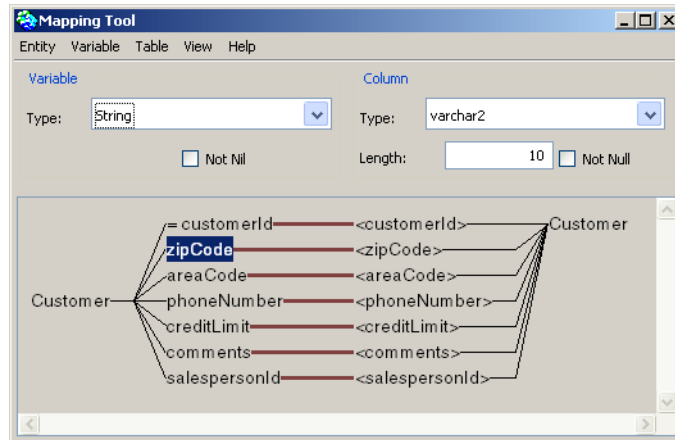 Mapping Tool
Entity Variable Table View Help
Variable Column
Type: String Type: varchar2
Not Nil Length: 10 Not Null
= customerId <customerId> Customer
zipCode <zipCode>
areaCode <areaCode>
Customer phoneNumber <phoneNumber>
creditLimit <creditLimit>
comments <comments>
salespersonId <salespersonId>